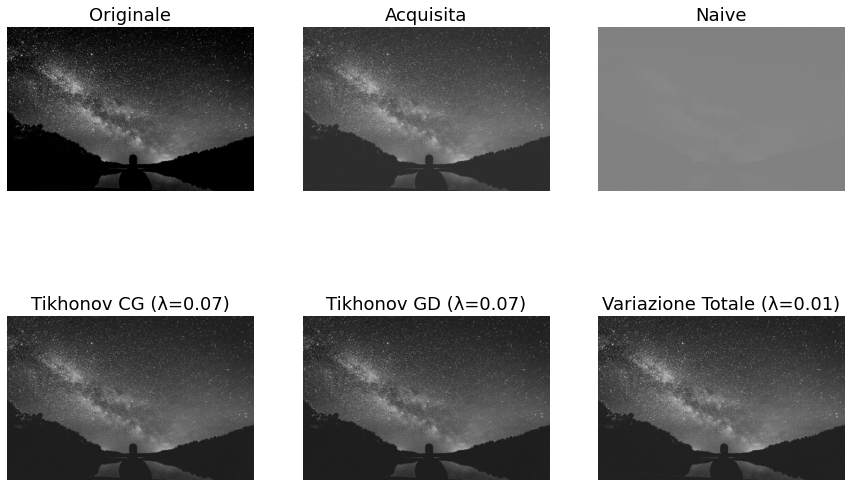 Originale
Acquisita
Naive
Tikhonov CG (λ=0.07)
Tikhonov GD (λ=0.07)
Variazione Totale (λ=0.01)